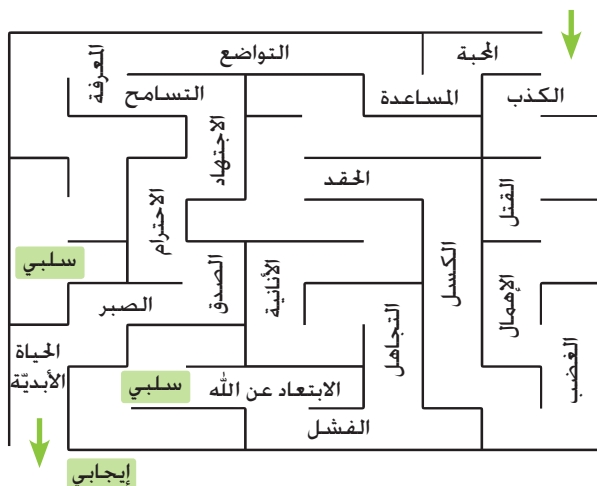 المحبة
التواضع
المعرفة
الكذب
المساعدة
التسامح
الاجتهاد
الحقد
القتل
الاحترام
سلبي
الكسل
الأنانية
الصدق
الإهمال
الصبر
التجاهل
الغضب
الحياة
الأبديّة
الابتعاد عن الله
سلبي
الفشل
إيجابي